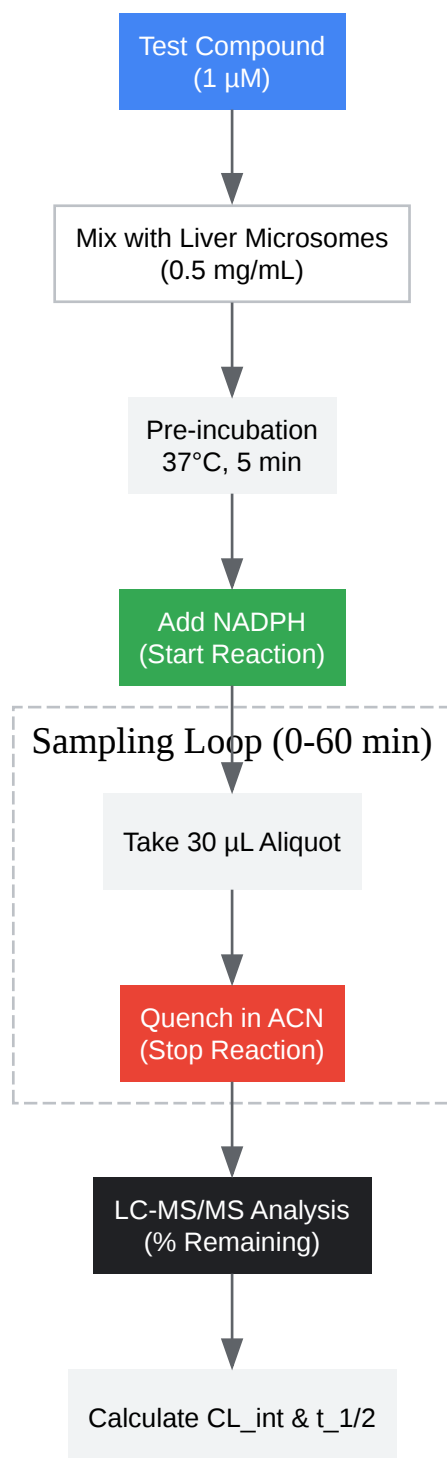 Test Compound
(1 µM)
Mix with Liver Microsomes
(0.5 mg/mL)
Pre-incubation
37°C, 5 min
Add NADPH
(Start Reaction)
Sampling Loop (0-60 min)
Take 30 µL Aliquot
Quench in ACN
(Stop Reaction)
LC-MS/MS Analysis
(% Remaining)
Calculate CL_int & t_1/2